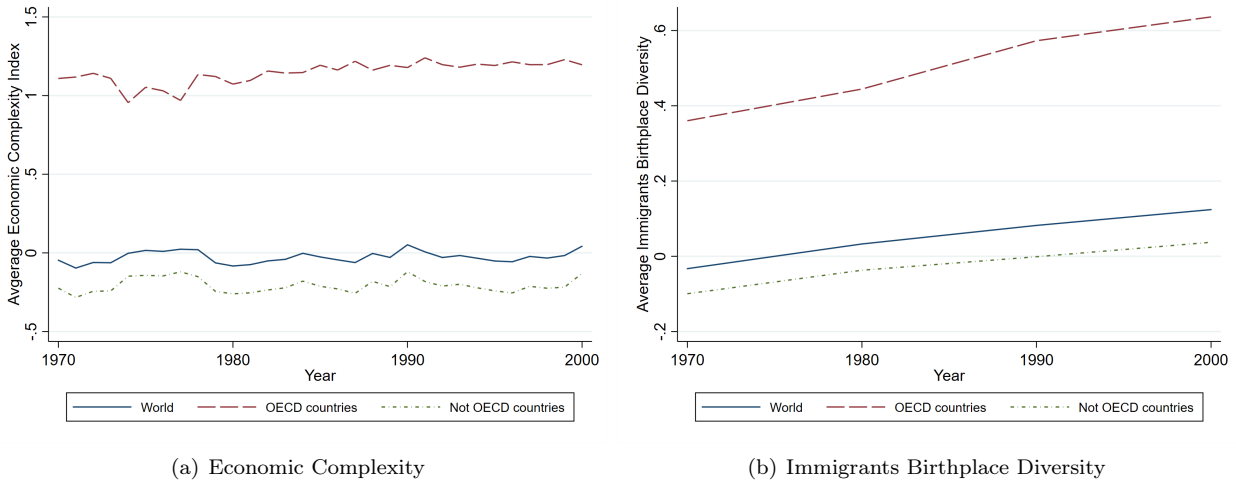 Avgerage Economic Complexity Index
1.5
1
.5
0
-.5
1970
1980
1990
2000
Year
World
OECD countries
Not OECD countries
(a) Economic Complexity
Average Immigrants Birthplace Diversity
.6
.4
.2
0
-.2
1970
1980
1990
2000
Year
World
OECD countries
Not OECD countries
(b) Immigrants Birthplace Diversity